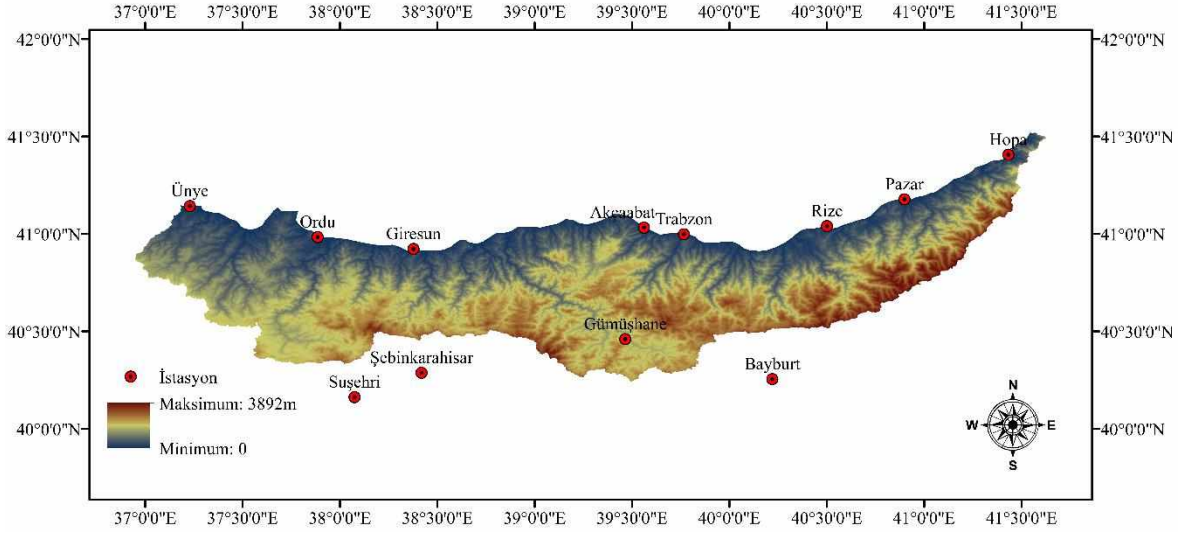 37°0'0"E 37°30'0"E 38°0'0"E 38°30'0"E 39°0'0"E 39°30'0"E 40°0'0"E 40°30'0"E 41°0'0"E 41°30'0"E
42°0'0"N 42°0'0"N
41°30'0"N 41°30'0"N
Hopa
Pazar
Ünye
Rize
Akçaabat Trabzon
Ordu
Giresun
41°0'0"N 41°0'0"N
40°30'0"N 40°30'0"N
Gümüşhane
Şebinkarahisar
Bayburt
Suşehri
İstasyon
Maksimum: 3892m
Minimum: 0
N
W E
S
40°0'0"N 40°0'0"N
37°0'0"E 37°30'0"E 38°0'0"E 38°30'0"E 39°0'0"E 39°30'0"E 40°0'0"E 40°30'0"E 41°0'0"E 41°30'0"E